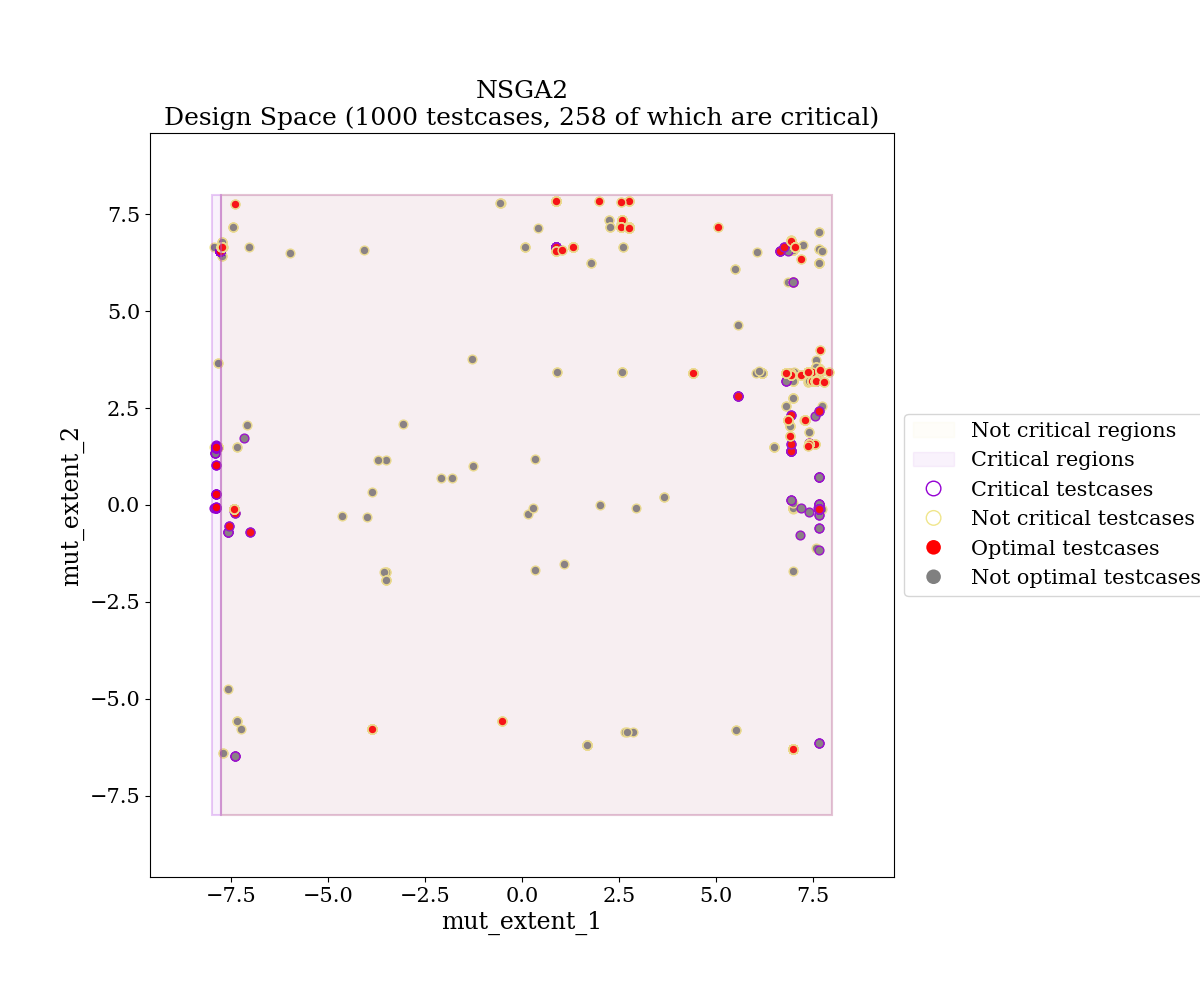 NSGA2
Design Space (1000 testcases, 258 of which are critical)
mut_extent_2
7.5
5.0
2.5
0.0
−2.5
−5.0
−7.5
−7.5
−5.0
−2.5
0.0
2.5
5.0
7.5
mut_extent_1
Not critical regions
Critical regions
Critical testcases
Not critical testcases
Optimal testcases
Not optimal testcases